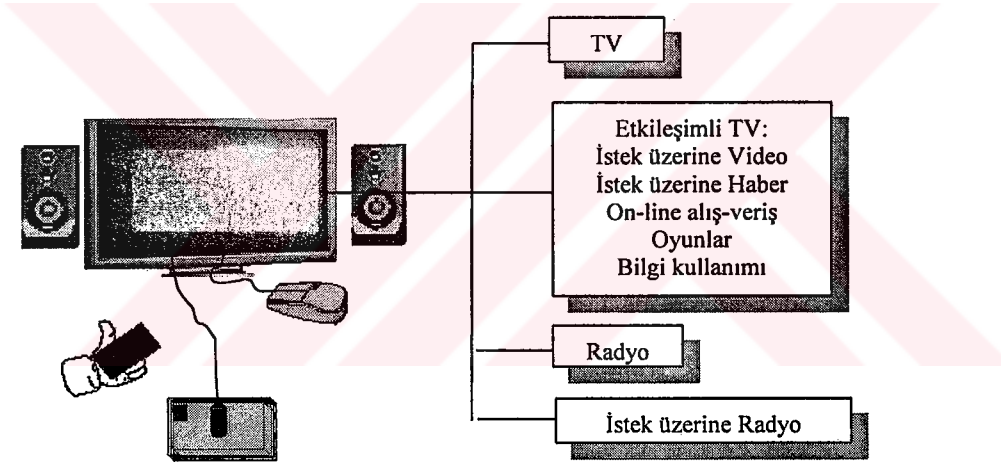 TV
Etkileşimli TV:
İstek üzerine Video
İstek üzerine Haber
On-line alış-veriş
Oyunlar
Bilgi kullanımı
Radyo
İstek üzerine Radyo